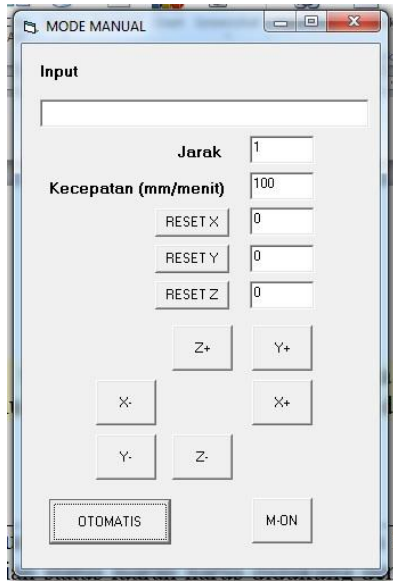 MODE MANUAL
Input
Jarak 1
Kecepatan (mm/menit) 100
RESET X 0
RESET Y 0
RESET Z 0
Z+ Y+
X- X+
Y- Z-
OTOMATIS M-ON